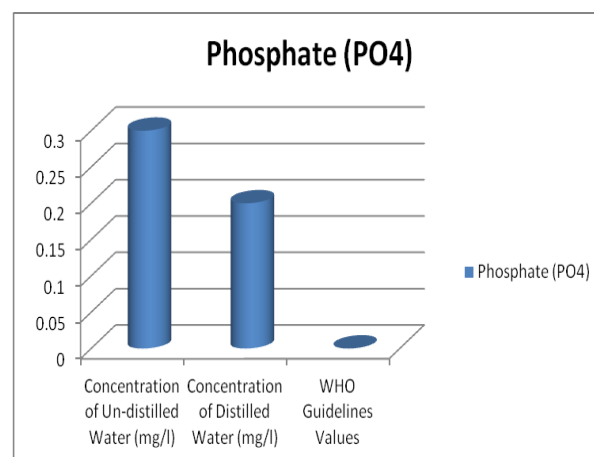 Phosphate (PO4)
0.3
0.25
0.2
0.15
0.1
0.05
0
Concentration
of Un-distilled
Water (mg/l)
Concentration
of Distilled
Water (mg/l)
WHO
Guidelines
Values
Phosphate (PO4)